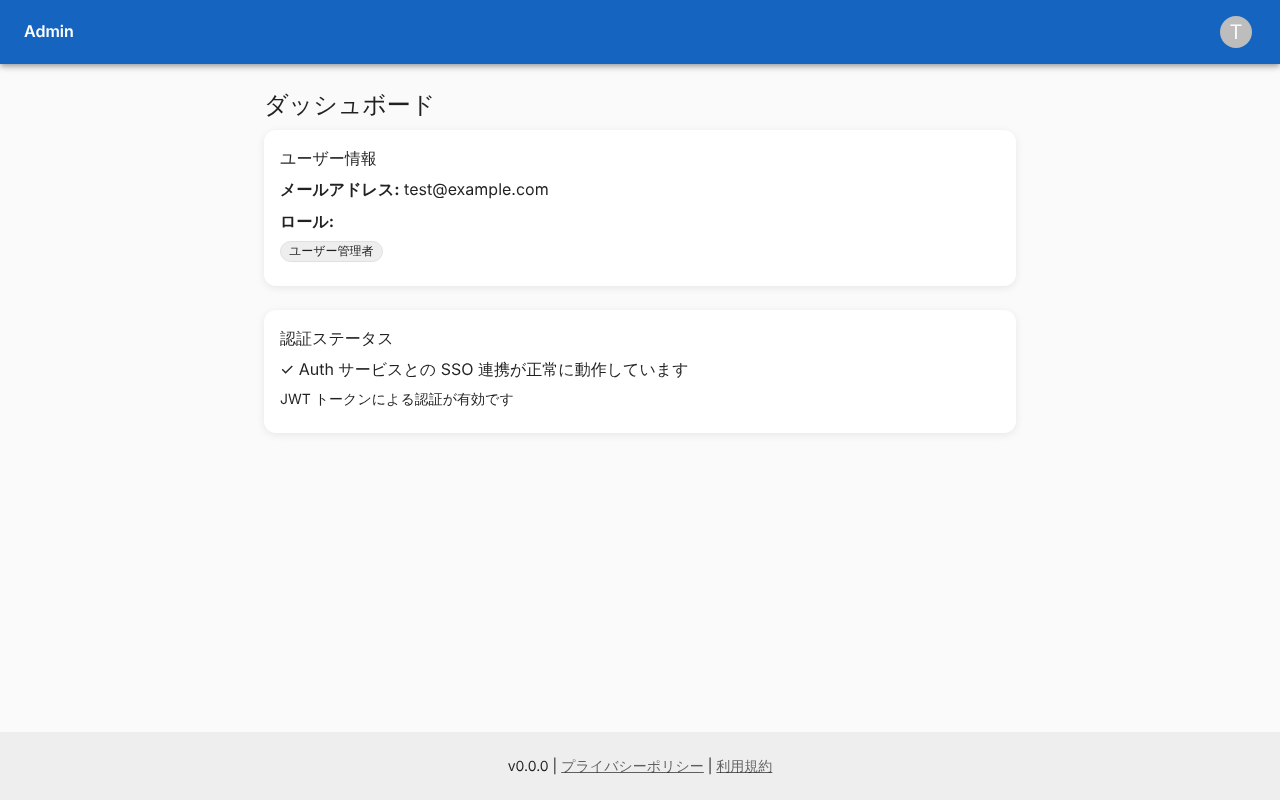 Admin
T
ダッシュボード
ユーザー情報
メールアドレス: test@example.com
ロール:
ユーザー管理者
認証ステータス
✓ Auth サービスとの SSO 連携が正常に動作しています
JWT トークンによる認証が有効です
v0.0.0 | プライバシーポリシー | 利用規約